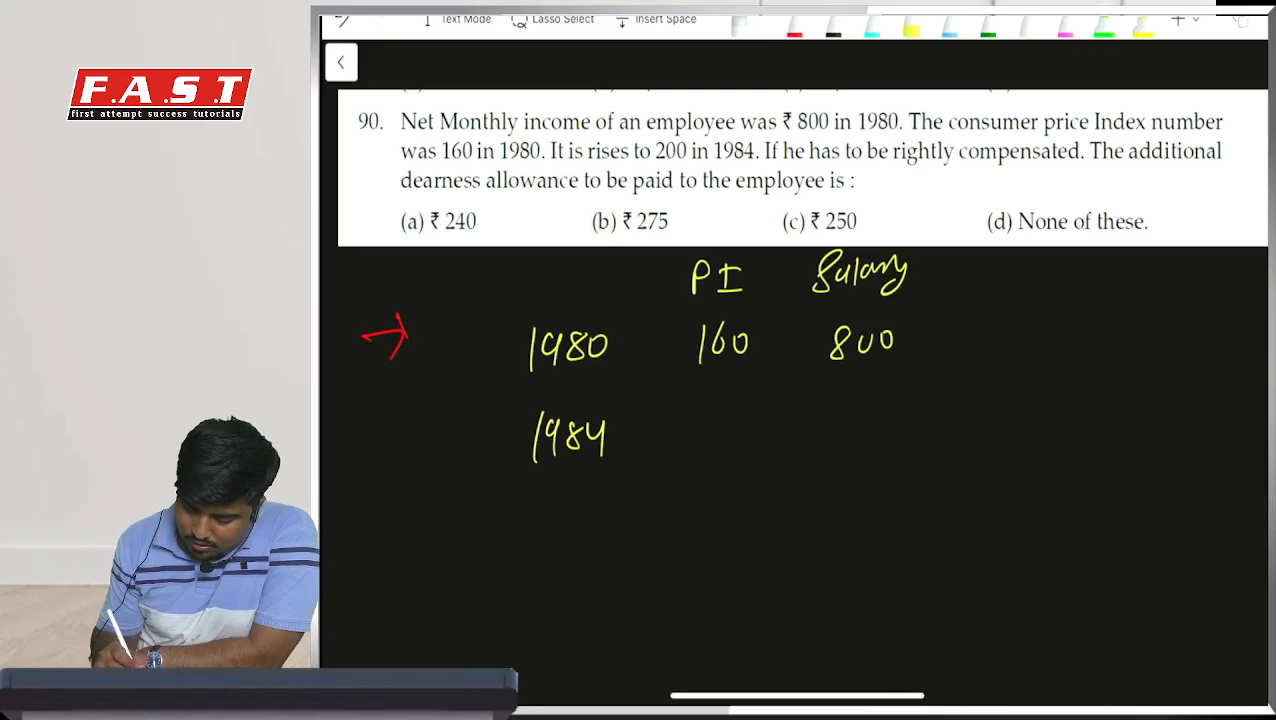 Text Mode Lasso Select Insert Space
F.A.S.T
first attempt success tutorials
90. Net Monthly income of an employee was ₹ 800 in 1980. The consumer price Index number
was 160 in 1980. It is rises to 200 in 1984. If he has to be rightly compensated. The additional
dearness allowance to be paid to the employee is :
(a) ₹ 240 (b) ₹ 275 (c) ₹ 250 (d) None of these.
PI Salary
1980 160 800
1984